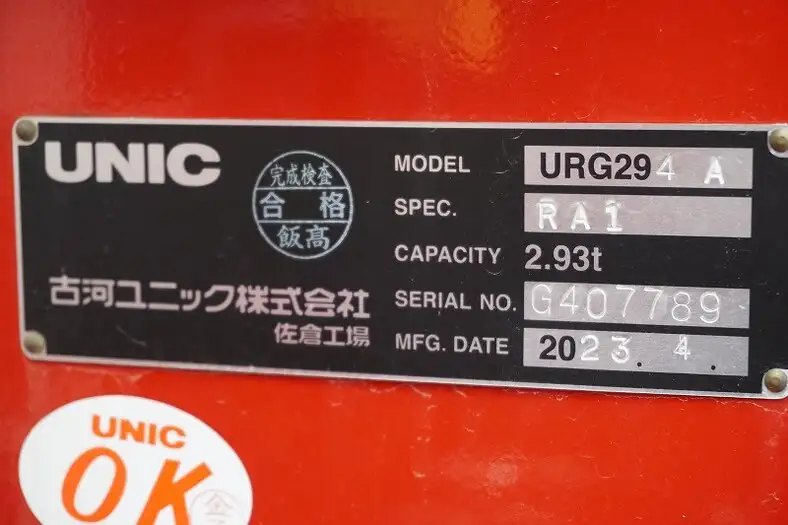 UNIC
完成検査
合格
飯高
古河ユニック株式会社
佐倉工場
MODEL URG294 A
SPEC. RA1
CAPACITY 2.93t
SERIAL NO. G407789
MFG. DATE 2023. 4.
UNIC
OK